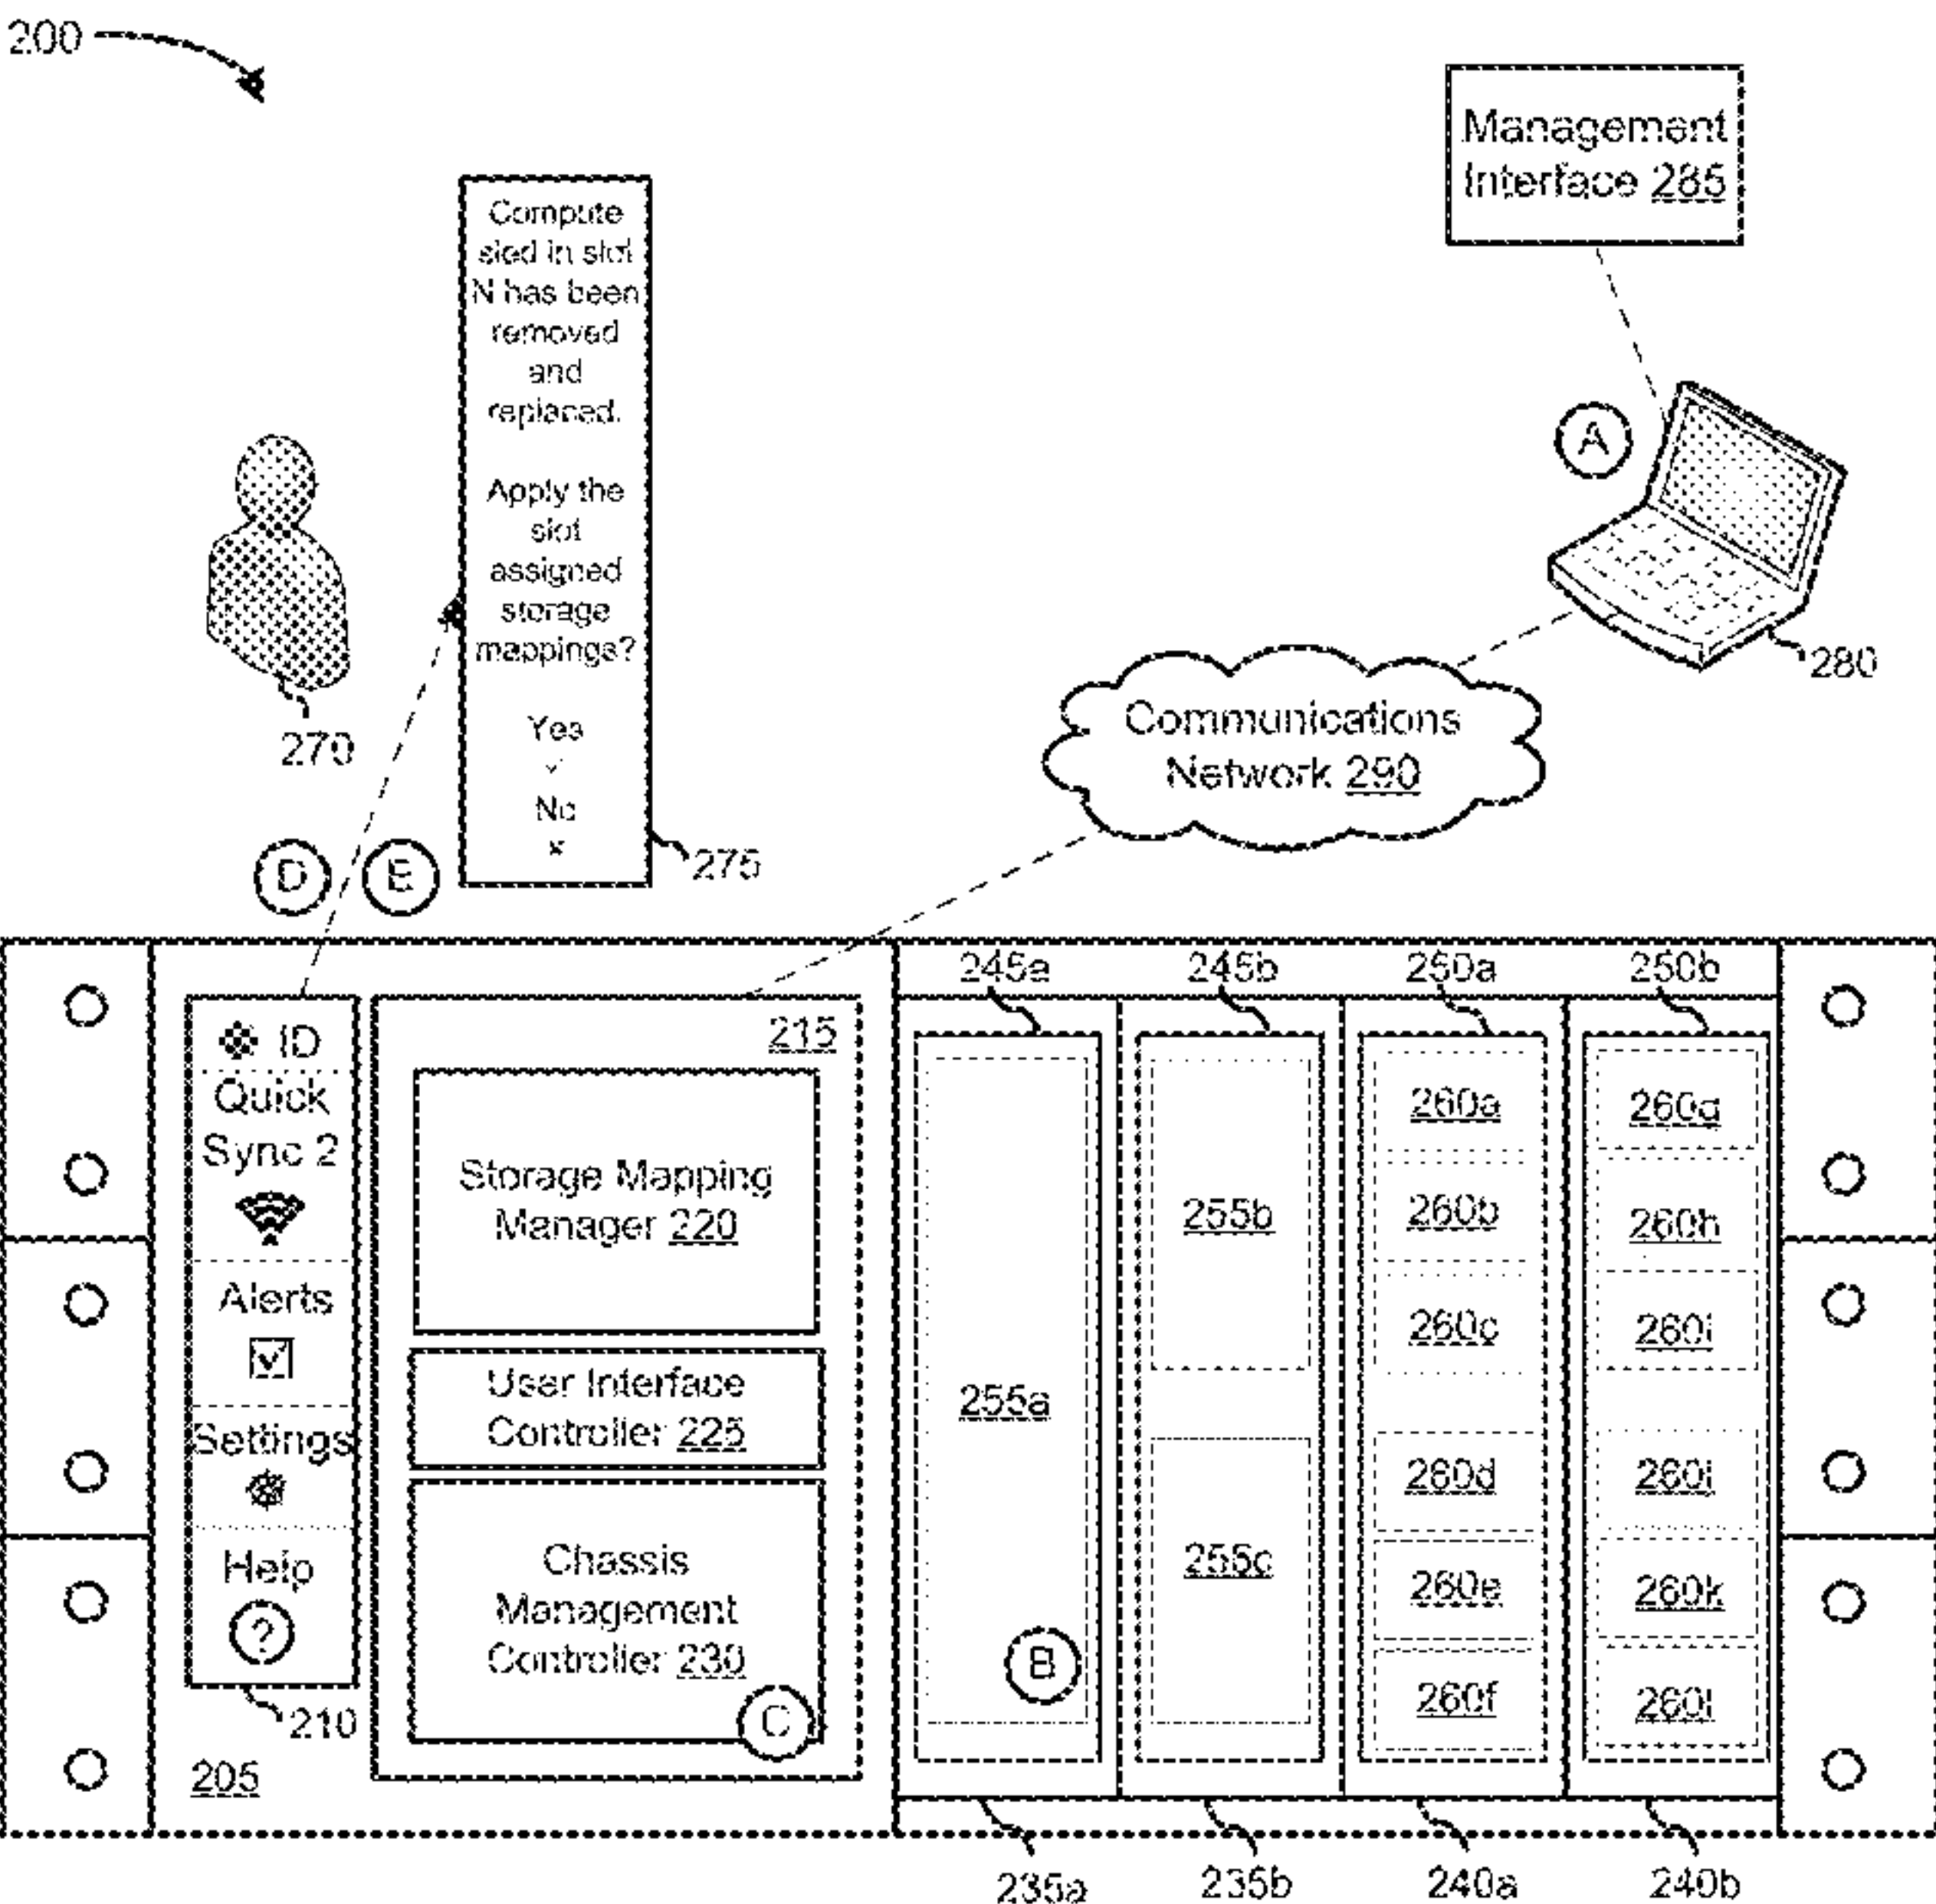 200
Management
Interface 285
Compute
sled in slot
N has been
removed
and
replaced.
Apply the
slot
assigned
storage
mappings?
Yes
No
275
270
A
280
Communications
Network 290
D
E
245a
245b
250a
250b
ID
Quick
Sync 2
Alerts
Settings
Help
?
210
205
215
Storage Mapping
Manager 220
User Interface
Controller 225
Chassis
Management
Controller 230
C
255a
B
255b
255c
260a
260b
260c
260d
260e
260f
260g
260h
260i
260j
260k
260l
235a
235b
240a
240b